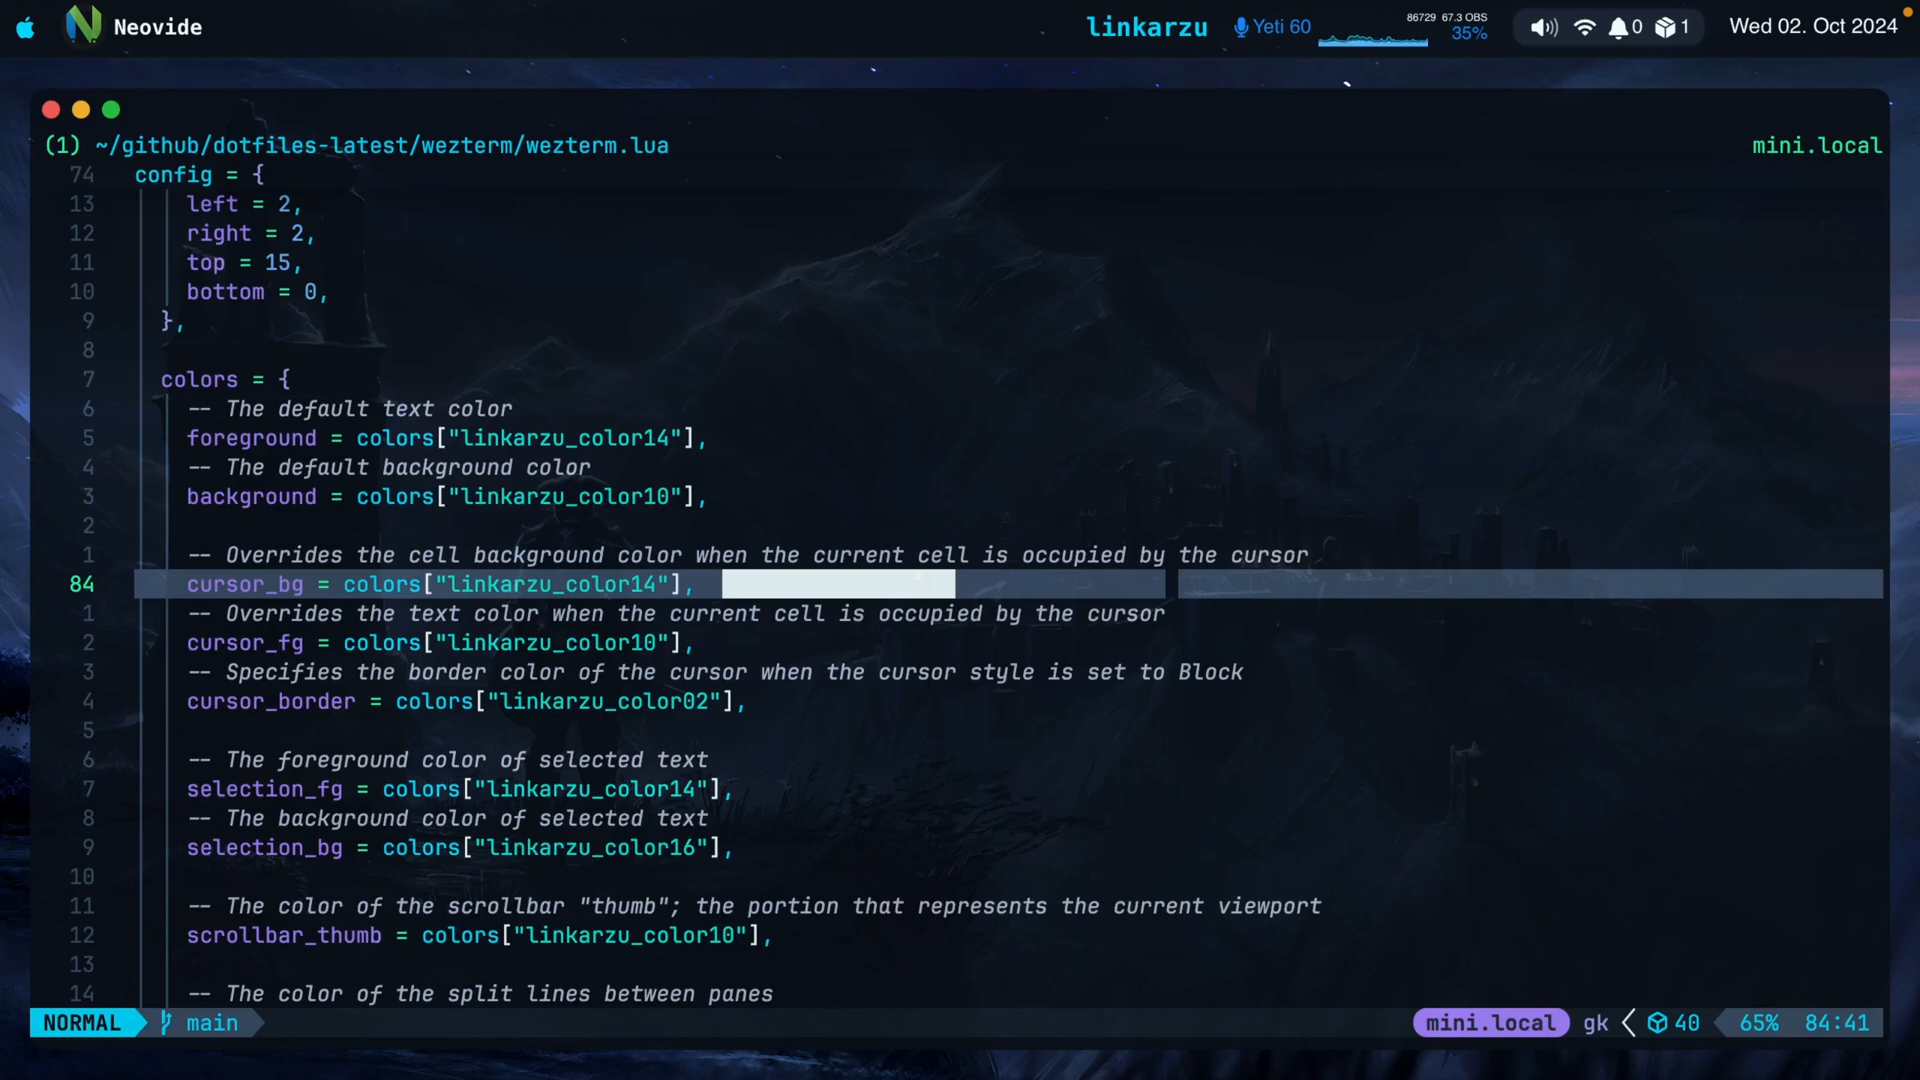 Neovide
linkarzu
Yeti 60
86729 67.3 OBS
35%
0
1
Wed 02. Oct 2024
(1) ~/github/dotfiles-latest/wezterm/wezterm.lua
mini.local
74 config = {
13 left = 2,
12 right = 2,
11 top = 15,
10 bottom = 0,
9 },
8
7 colors = {
6 -- The default text color
5 foreground = colors["linkarzu_color14"],
4 -- The default background color
3 background = colors["linkarzu_color10"],
2
1 -- Overrides the cell background color when the current cell is occupied by the cursor
84 cursor_bg = colors["linkarzu_color14"],
1 -- Overrides the text color when the current cell is occupied by the cursor
2 cursor_fg = colors["linkarzu_color10"],
3 -- Specifies the border color of the cursor when the cursor style is set to Block
4 cursor_border = colors["linkarzu_color02"],
5
6 -- The foreground color of selected text
7 selection_fg = colors["linkarzu_color14"],
8 -- The background color of selected text
9 selection_bg = colors["linkarzu_color16"],
10
11 -- The color of the scrollbar "thumb"; the portion that represents the current viewport
12 scrollbar_thumb = colors["linkarzu_color10"],
13
14 -- The color of the split lines between panes
NORMAL main
mini.local gk 40 65% 84:41